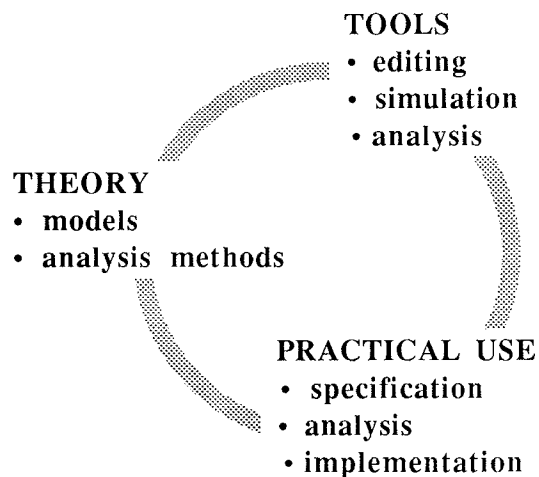 TOOLS
• editing
• simulation
• analysis
THEORY
• models
• analysis methods
PRACTICAL USE
• specification
• analysis
• implementation